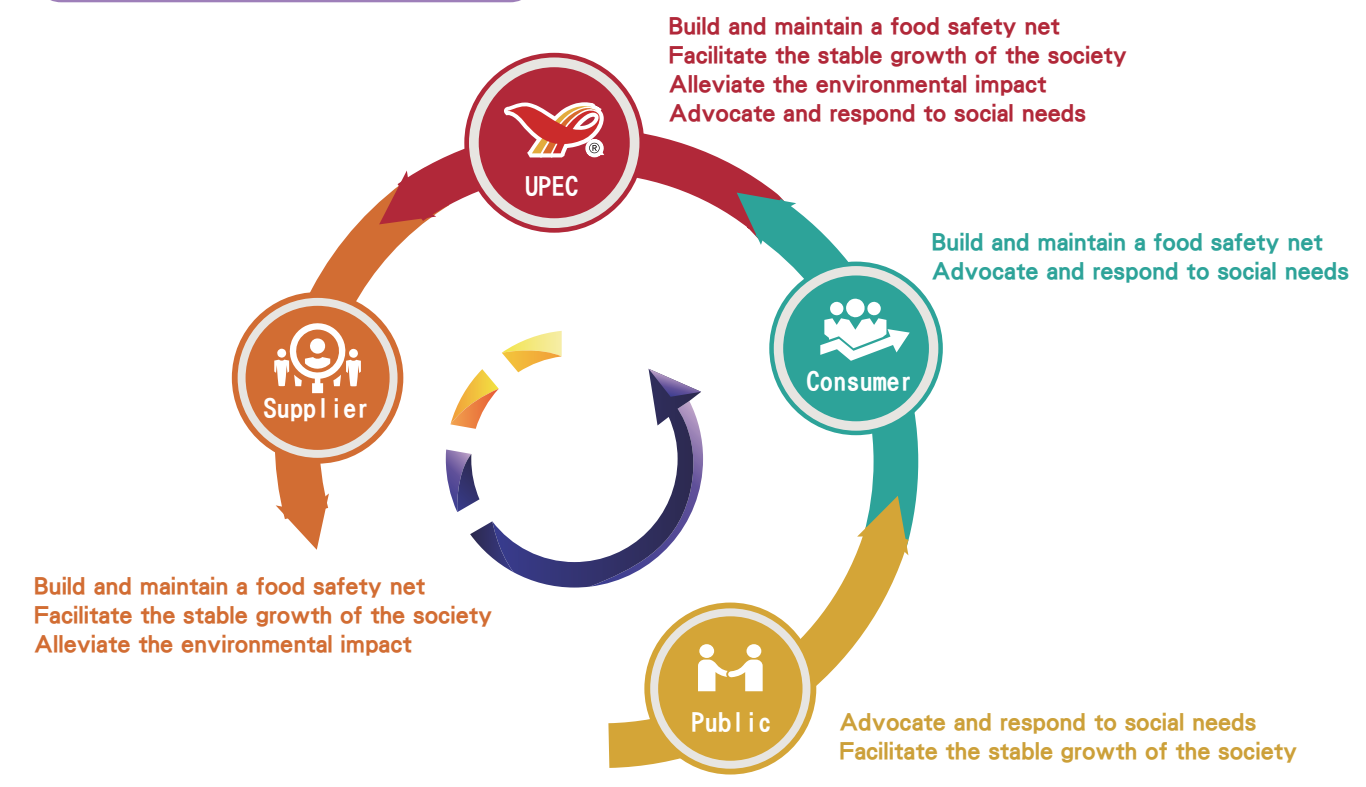 Build and maintain a food safety net
Facilitate the stable growth of the society
Alleviate the environmental impact
Advocate and respond to social needs
®
UPEC
Build and maintain a food safety net
Advocate and respond to social needs
Consumer
Supplier
Build and maintain a food safety net
Facilitate the stable growth of the society
Alleviate the environmental impact
Public
Advocate and respond to social needs
Facilitate the stable growth of the society